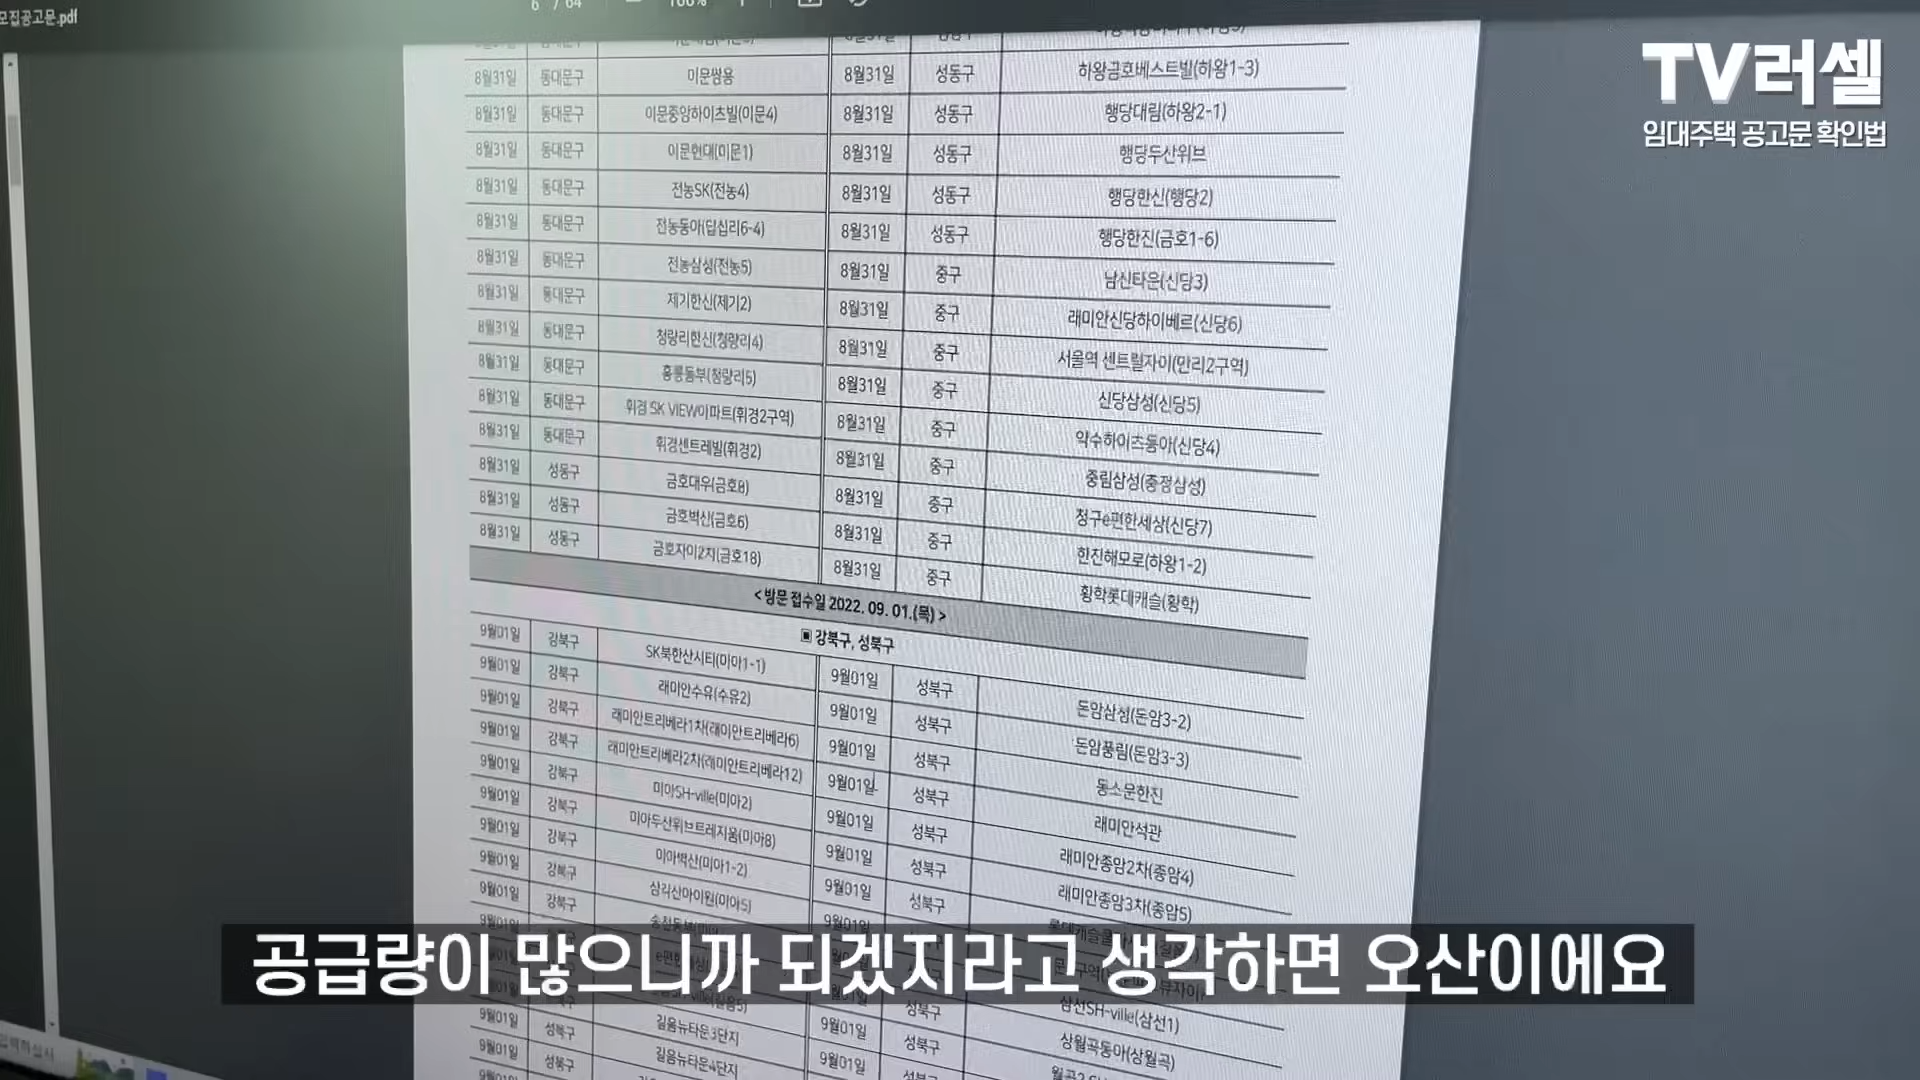 모집공고문.pdf
6 / 64
100%
TV러셀
임대주택 공고문 확인법
8월31일 동대문구 이문쌍용 8월31일 성동구 하왕금호베스트빌(하왕1-3)
8월31일 동대문구 이문중앙하이츠빌(이문4) 8월31일 성동구 행당대림(하왕2-1)
8월31일 동대문구 이문현대(이문1) 8월31일 성동구 행당두산위브
8월31일 동대문구 전농SK(전농4) 8월31일 성동구 행당한신(행당2)
8월31일 동대문구 전농동아(답십리6-4) 8월31일 성동구 행당한진(금호1-6)
8월31일 동대문구 전농삼성(전농5) 8월31일 중구 남산타운(신당3)
8월31일 동대문구 제기한신(제기2) 8월31일 중구 래미안신당하이베르(신당6)
8월31일 동대문구 청량리한신(청량리4) 8월31일 중구 서울역 센트럴자이(만리2구역)
8월31일 동대문구 홍릉동부(청량리5) 8월31일 중구 신당삼성(신당5)
8월31일 동대문구 휘경 SK VIEW아파트(휘경2구역) 8월31일 중구 약수하이츠동아(신당4)
8월31일 동대문구 휘경센트레빌(휘경2) 8월31일 중구 중림삼성(충정삼성)
8월31일 성동구 금호대우(금호8) 8월31일 중구 청구e편한세상(신당7)
8월31일 성동구 금호벽산(금호6) 8월31일 중구 한진해모로(하왕1-2)
8월31일 성동구 금호자이2차(금호18) 8월31일 중구 황학롯데캐슬(황학)
< 방문 접수일 2022. 09. 01.(목) >
▣ 강북구, 성북구
9월01일 강북구 SK북한산시티(미아1-1) 9월01일 성북구 돈암삼성(돈암3-2)
9월01일 강북구 래미안수유(수유2) 9월01일 성북구 돈암풍림(돈암3-3)
9월01일 강북구 래미안트리베라1차(래미안트리베라6) 9월01일 성북구 동소문한진
9월01일 강북구 래미안트리베라2차(래미안트리베라12) 9월01일 성북구 래미안석관
9월01일 강북구 미아SH-ville(미아2) 9월01일 성북구 래미안종암2차(종암4)
9월01일 강북구 미아두산위브트레지움(미아8) 9월01일 성북구 래미안종암3차(종암5)
9월01일 강북구 미아벽산(미아1-2) 9월01일
9월01일 강북구 삼각산아이원(미아5)
공급량이 많으니까 되겠지라고 생각하면 오산이에요
성북구 삼선SH-ville(삼선1)
9월01일 성북구 길음뉴타운3단지 9월01일 성북구 상월곡동아(상월곡)
9월01일 성북구 길음뉴타운4단지 9월01일